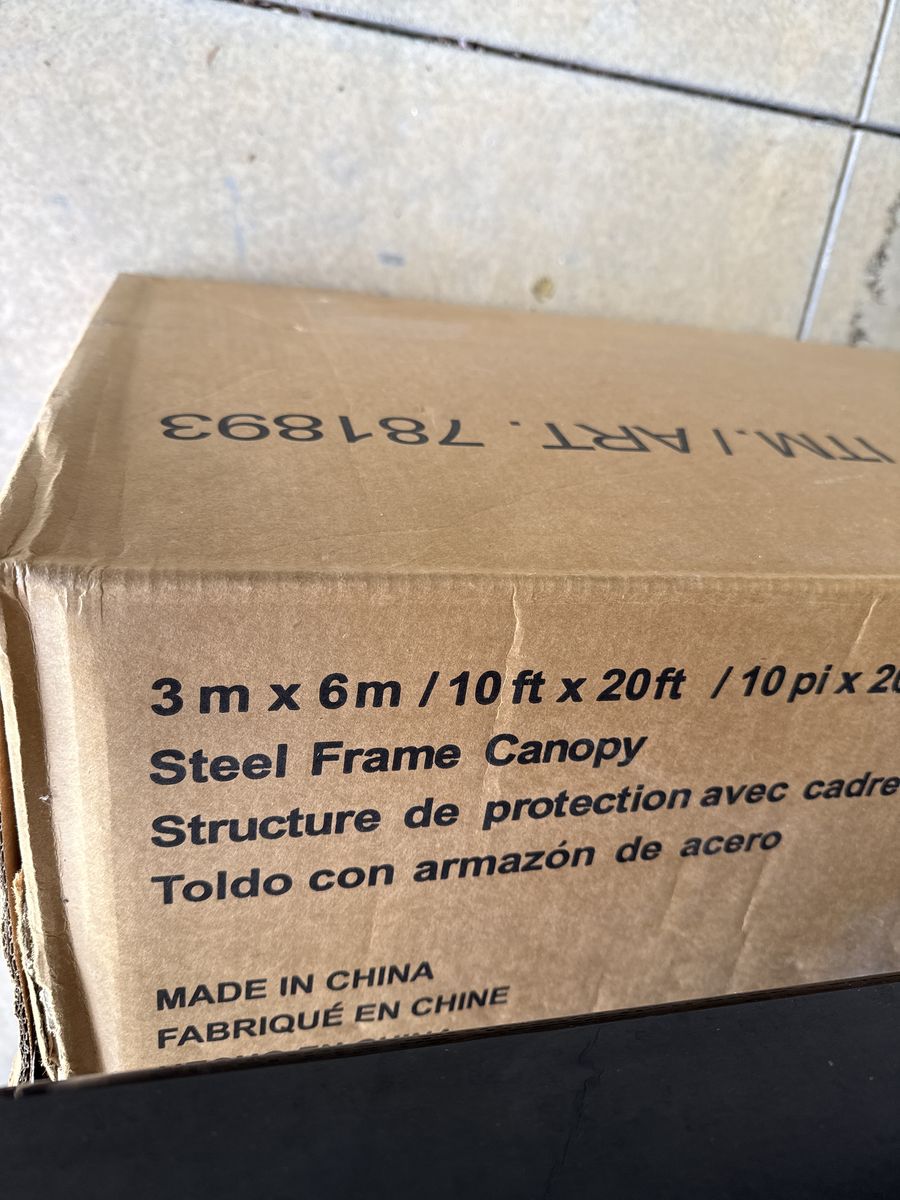 ITM. / ART. 781893
3 m x 6 m / 10 ft x 20 ft / 10 pi x
Steel Frame Canopy
Structure de protection avec cadre
Toldo con armazón de acero
MADE IN CHINA
FABRIQUÉ EN CHINE